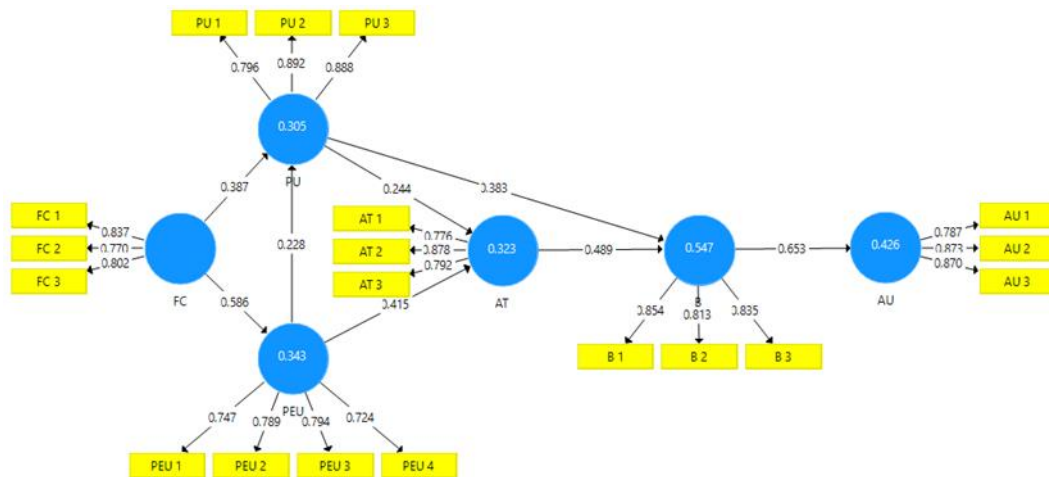 PU 1 PU 2 PU 3
0.796 0.892 0.888
0.305
PU
0.387 0.244 0.383
FC 1
FC 2
FC 3
0.837
0.770
0.802
FC
0.228
AT 1
AT 2
AT 3
0.776
0.878
0.792
0.323
AT
0.489
0.547
B
0.653
0.426
AU
0.787
0.873
0.870
AU 1
AU 2
AU 3
0.586
0.415
0.854 0.813 0.835
B 1 B 2 B 3
0.343
PEU
0.747 0.789 0.794 0.724
PEU 1 PEU 2 PEU 3 PEU 4